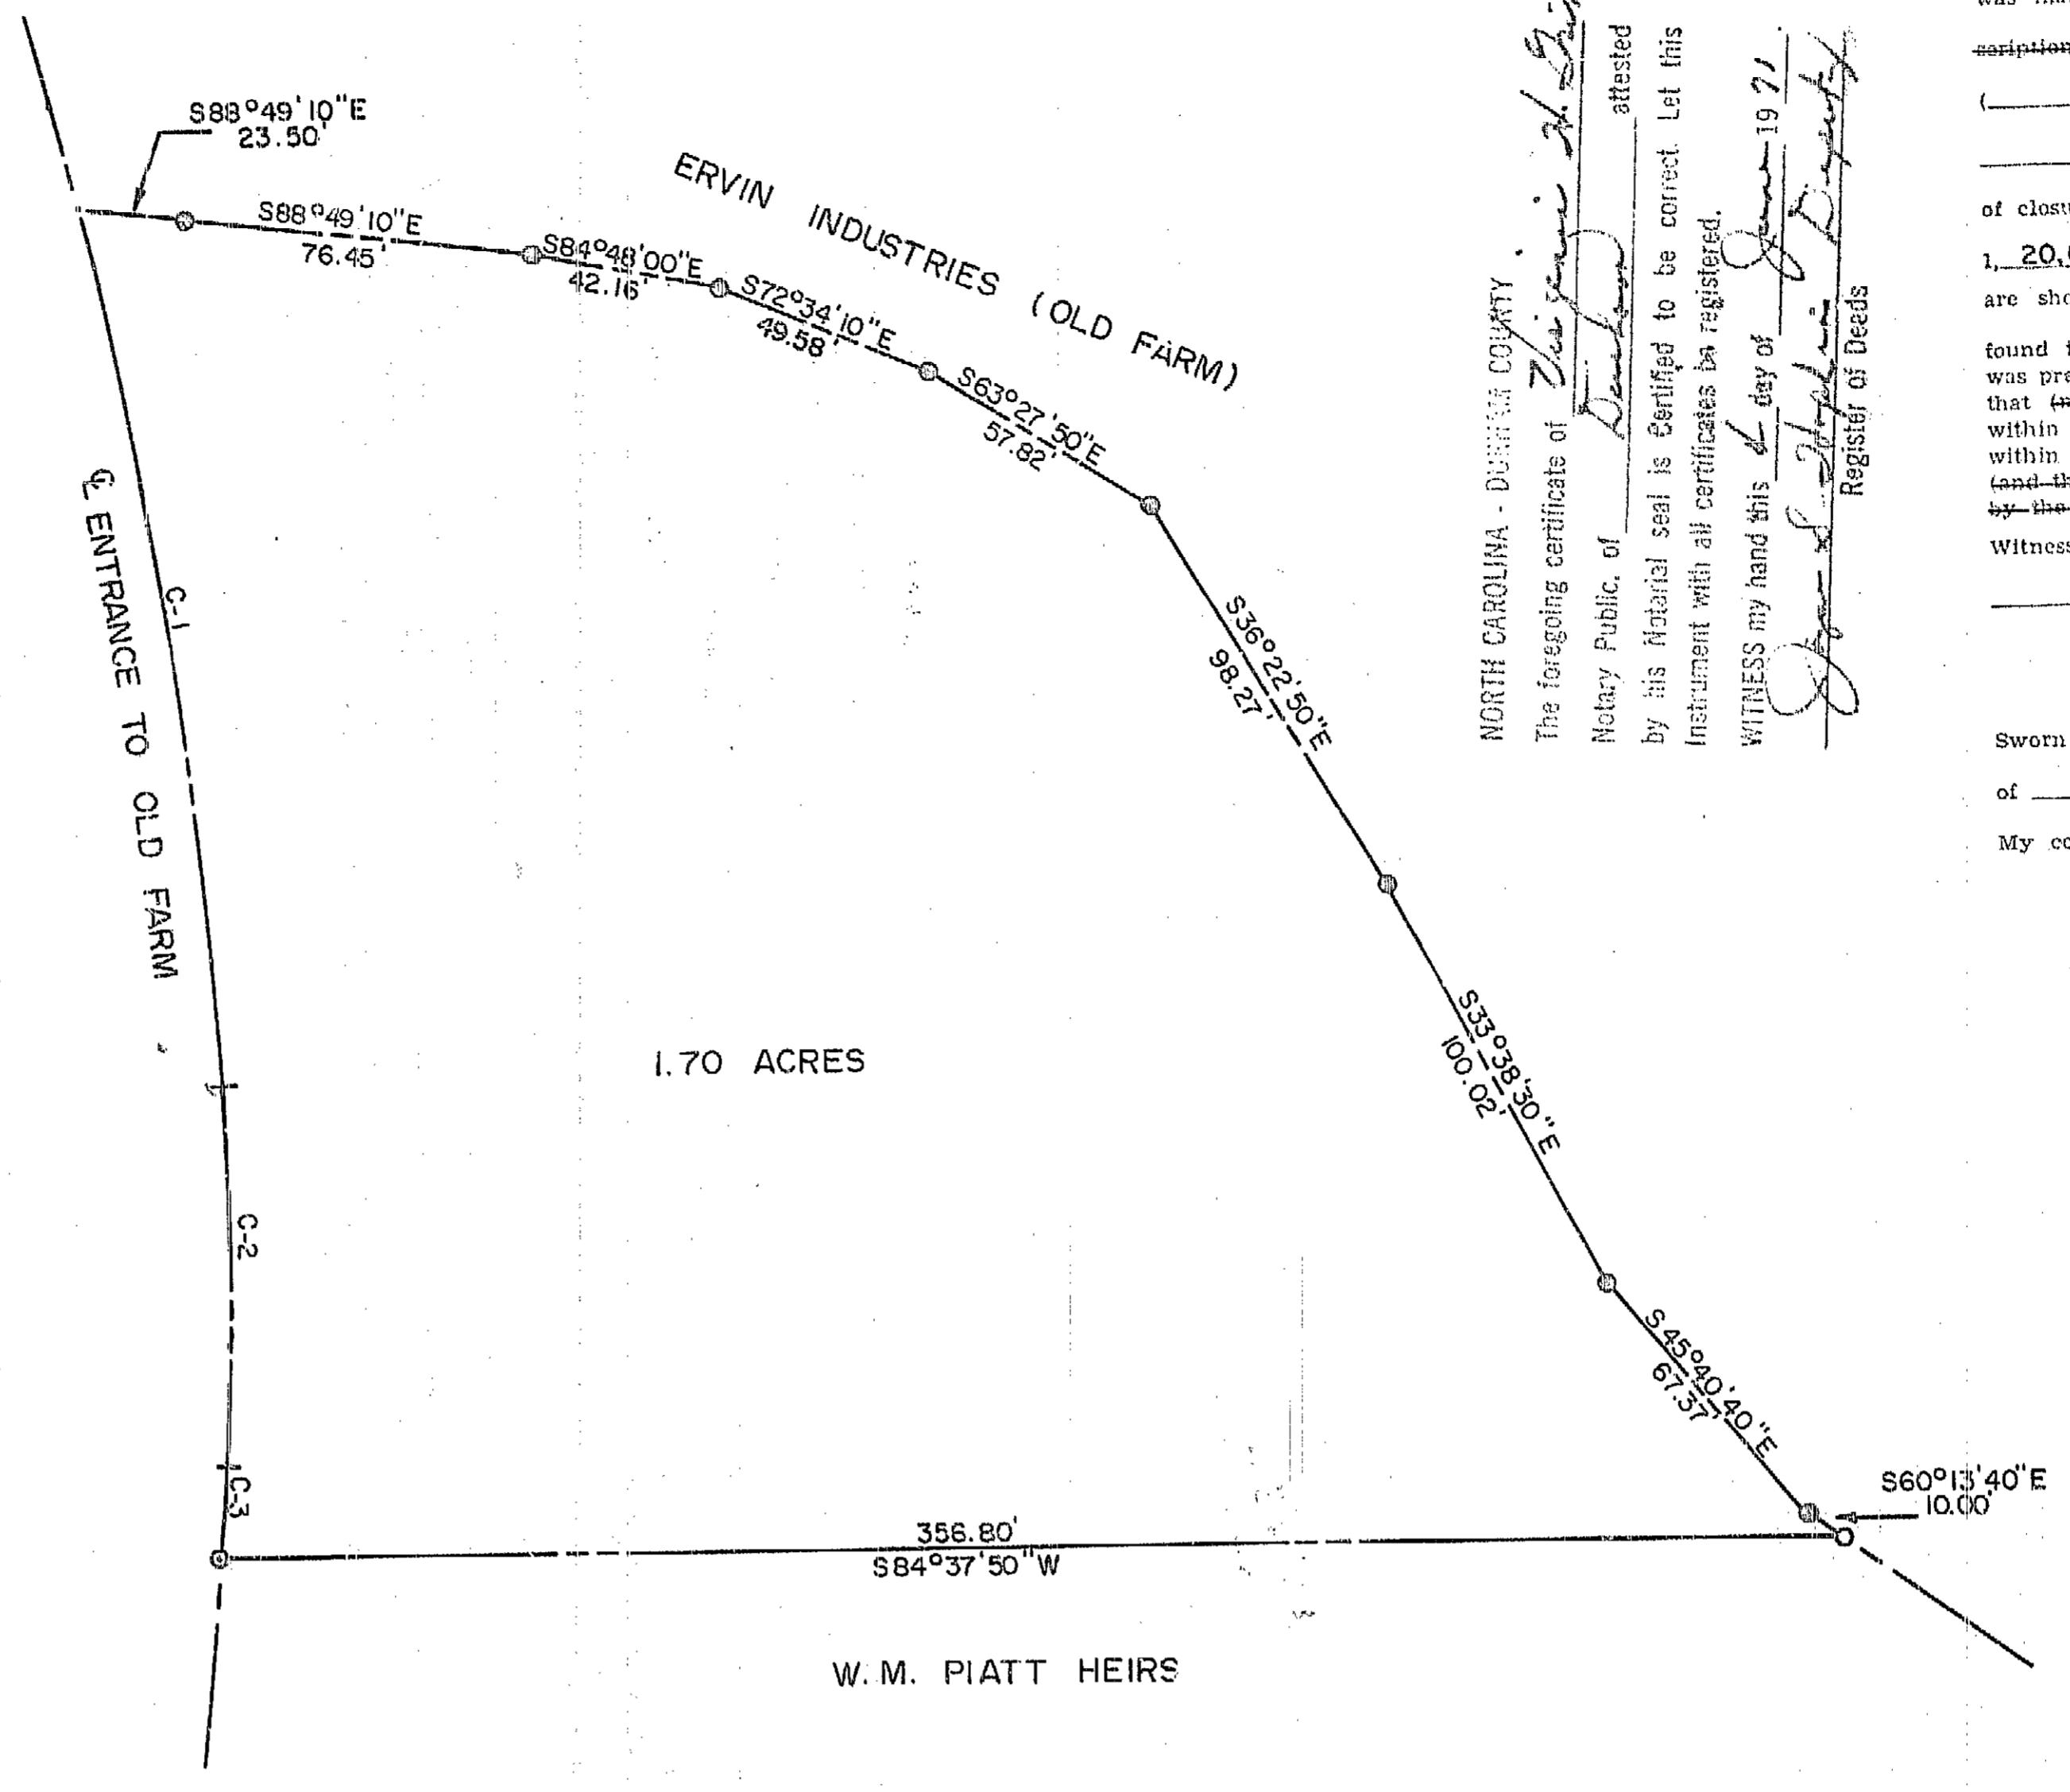 S88°49'10"E
23.50'
S88°49'10"E
76.45'
S84°48'00"E
42.16'
S72°34'10"E
49.58'
S63°27'50"E
57.82'
ERVIN INDUSTRIES (OLD FARM)
S36°22'50"E
98.27'
S33°38'30"E
100.02'
S45°40'40"E
67.37'
S60°13'40"E
10.00'
℄ ENTRANCE TO OLD FARM
C-1
C-2
C-3
1.70 ACRES
356.80'
S84°37'50"W
W.M. PIATT HEIRS
NORTH CAROLINA - DURHAM COUNTY
The foregoing certificate of
Notary Public. of Durham attested
by his Notarial seal is Certified to be correct. Let this
Instrument with all certificates be registered.
WITNESS my hand this 4 day of 19 71.
Deputy
Register of Deeds
(
of
1, 20,
are
found
was
that
within
within
(and
by the
Sworn
of
My